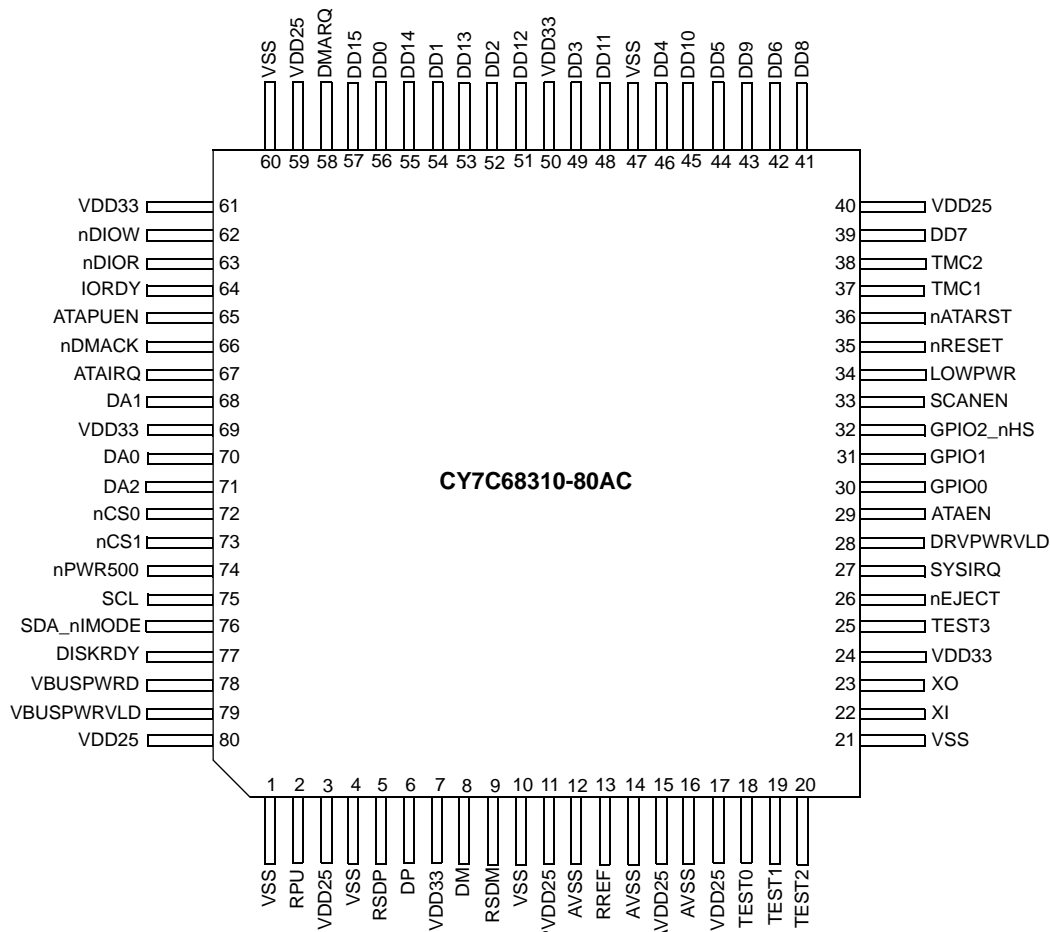 VSS
VDD25
DMARQ
DD15
DD0
DD14
DD1
DD13
DD2
DD12
VDD33
DD3
DD11
VSS
DD4
DD10
DD5
DD9
DD6
DD8
60 59 58 57 56 55 54 53 52 51 50 49 48 47 46 45 44 43 42 41
VDD33 61
nDIOW 62
nDIOR 63
IORDY 64
ATAPUEN 65
nDMACK 66
ATAIRQ 67
DA1 68
VDD33 69
DA0 70
DA2 71
nCS0 72
nCS1 73
nPWR500 74
SCL 75
SDA_nIMODE 76
DISKRDY 77
VBUSPWRD 78
VBUSPWRVLD 79
VDD25 80
CY7C68310-80AC
40 VDD25
39 DD7
38 TMC2
37 TMC1
36 nATARST
35 nRESET
34 LOWPWR
33 SCANEN
32 GPIO2_nHS
31 GPIO1
30 GPIO0
29 ATAEN
28 DRVPWRVLD
27 SYSIRQ
26 nEJECT
25 TEST3
24 VDD33
23 XO
22 XI
21 VSS
1 2 3 4 5 6 7 8 9 10 11 12 13 14 15 16 17 18 19 20
VSS
RPU
VDD25
VSS
RSDP
DP
VDD33
DM
RSDM
VSS
AVSS
RREF
AVSS
AVDD25
AVSS
VDD25
TEST0
TEST1
TEST2